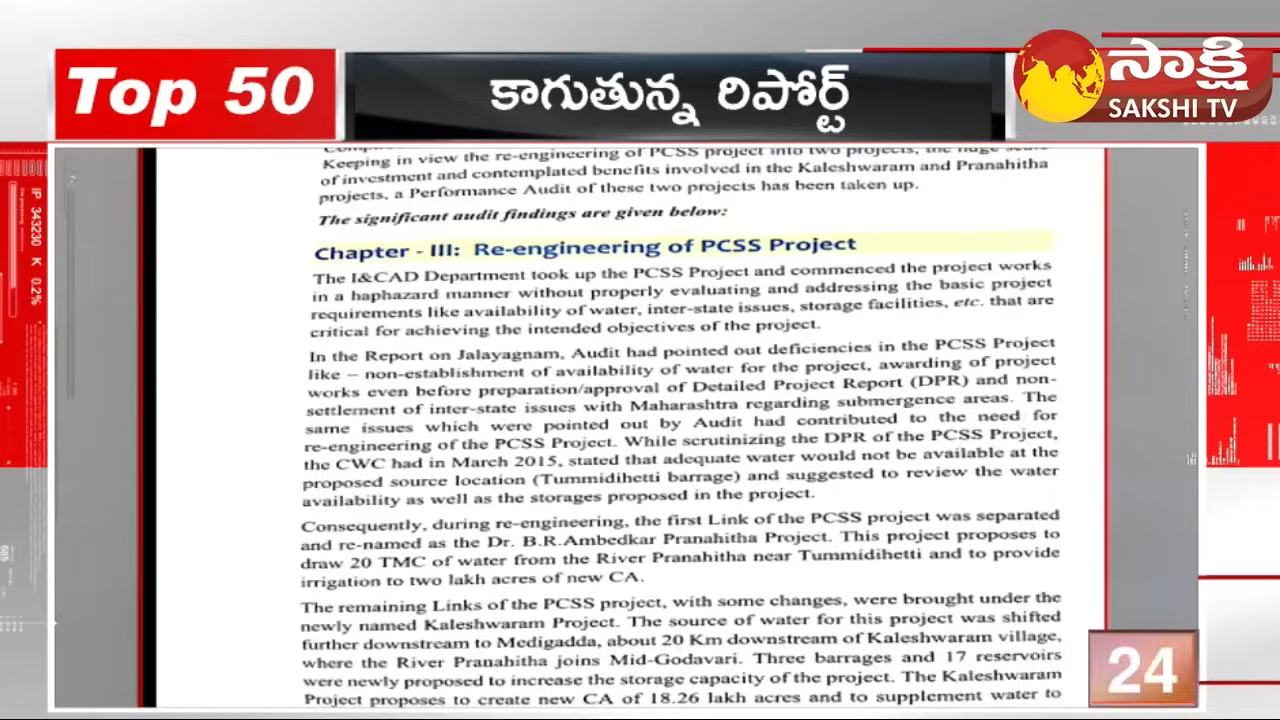 Top 50
కాగుతున్న రిపోర్ట్
సాక్షి
SAKSHI TV
IP 343230 K 0.2%
Keeping in view the re-engineering of PCSS project into two projects, the huge scale
of investment and contemplated benefits involved in the Kaleshwaram and Pranahitha
projects, a Performance Audit of these two projects has been taken up.
The significant audit findings are given below:
Chapter - III: Re-engineering of PCSS Project
The I&CAD Department took up the PCSS Project and commenced the project works
in a haphazard manner without properly evaluating and addressing the basic project
requirements like availability of water, inter-state issues, storage facilities, etc. that are
critical for achieving the intended objectives of the project.
In the Report on Jalayagnam, Audit had pointed out deficiencies in the PCSS Project
like – non-establishment of availability of water for the project, awarding of project
works even before preparation/approval of Detailed Project Report (DPR) and non-
settlement of inter-state issues with Maharashtra regarding submergence areas. The
same issues which were pointed out by Audit had contributed to the need for
re-engineering of the PCSS Project. While scrutinizing the DPR of the PCSS Project,
the CWC had in March 2015, stated that adequate water would not be available at the
proposed source location (Tummidihetti barrage) and suggested to review the water
availability as well as the storages proposed in the project.
Consequently, during re-engineering, the first Link of the PCSS project was separated
and re-named as the Dr. B.R.Ambedkar Pranahitha Project. This project proposes to
draw 20 TMC of water from the River Pranahitha near Tummidihetti and to provide
irrigation to two lakh acres of new CA.
The remaining Links of the PCSS project, with some changes, were brought under the
newly named Kaleshwaram Project. The source of water for this project was shifted
further downstream to Medigadda, about 20 Km downstream of Kaleshwaram village,
where the River Pranahitha joins Mid-Godavari. Three barrages and 17 reservoirs
were newly proposed to increase the storage capacity of the project. The Kaleshwaram
Project proposes to create new CA of 18.26 lakh acres and to supplement water to
24